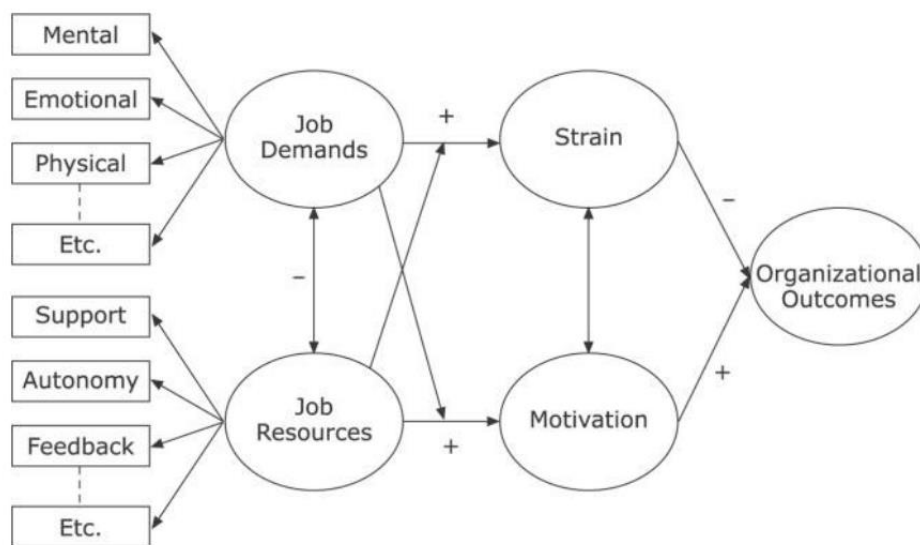 Mental
Emotional
Physical
Etc.
Support
Autonomy
Feedback
Etc.
Job
Demands
–
Job
Resources
+
+
Strain
Motivation
–
+
Organizational
Outcomes